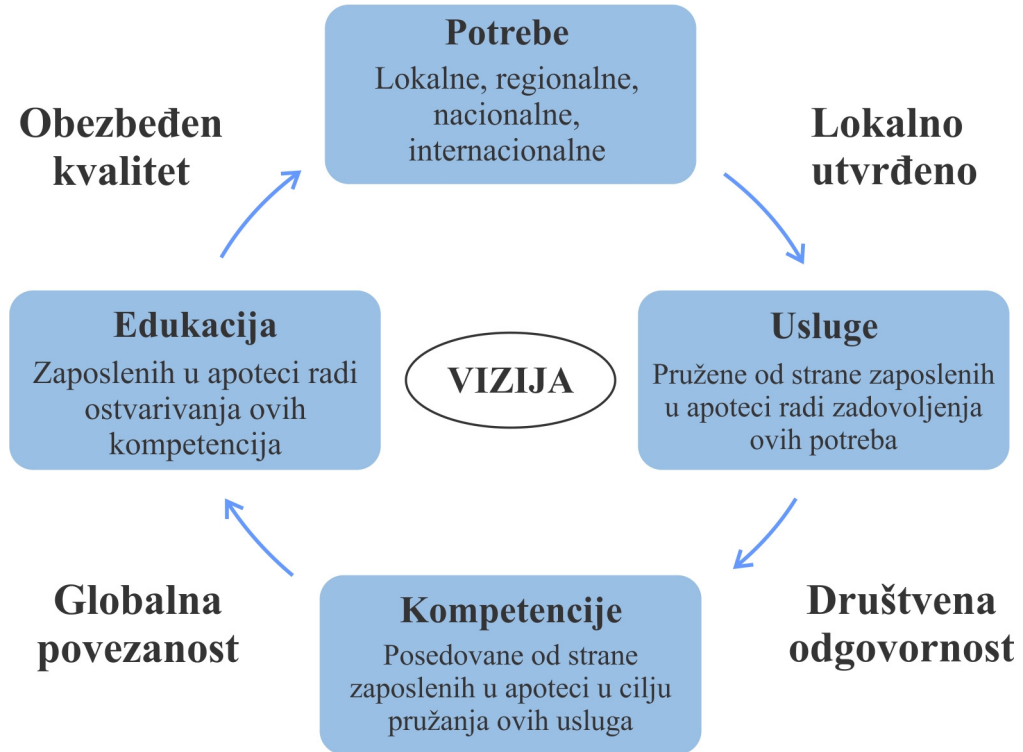 Potrebe
Lokalne, regionalne,
nacionalne,
internacionalne
Obezbeđen
kvalitet
Lokalno
utvrđeno
Edukacija
Zaposlenih u apoteci radi
ostvarivanja ovih
kompetencija
VIZIJA
Usluge
Pružene od strane zaposlenih
u apoteci radi zadovoljenja
ovih potreba
Globalna
povezanost
Kompetencije
Posedovane od strane
zaposlenih u apoteci u cilju
pružanja ovih usluga
Društvena
odgovornost